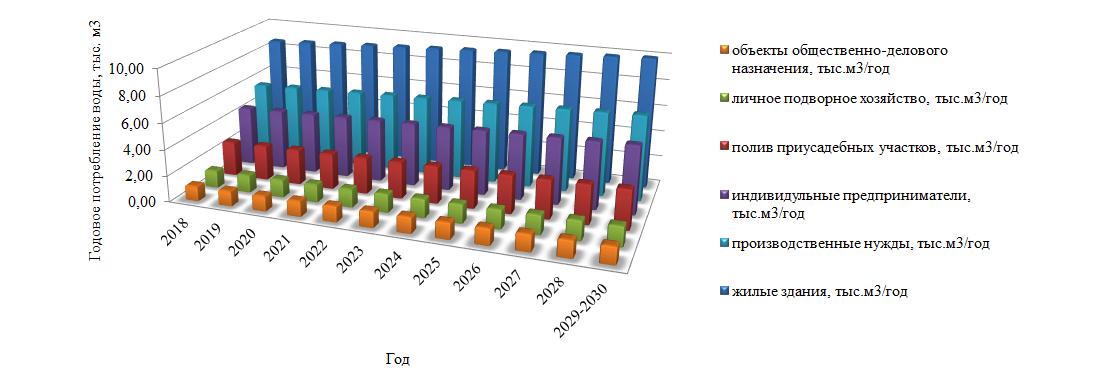 Годовое потребление воды, тыс. м3
10,00
8,00
6,00
4,00
2,00
0,00
2018
2019
2020
2021
2022
2023
2024
2025
2026
2027
2028
2029-2030
Год
объекты общественно-делового
назначения, тыс.м3/год
личное подворное хозяйство, тыс.м3/год
полив приусадебных участков, тыс.м3/год
индивидульные предприниматели,
тыс.м3/год
производственные нужды, тыс.м3/год
жилые здания, тыс.м3/год